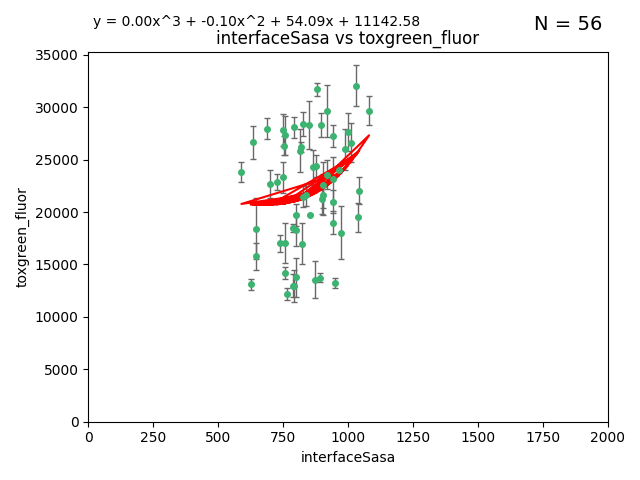 y = 0.00x^3 + -0.10x^2 + 54.09x + 11142.58
N = 56
interfaceSasa vs toxgreen_fluor
35000
30000
25000
20000
15000
10000
5000
0
toxgreen_fluor
0 250 500 750 1000 1250 1500 1750 2000
interfaceSasa